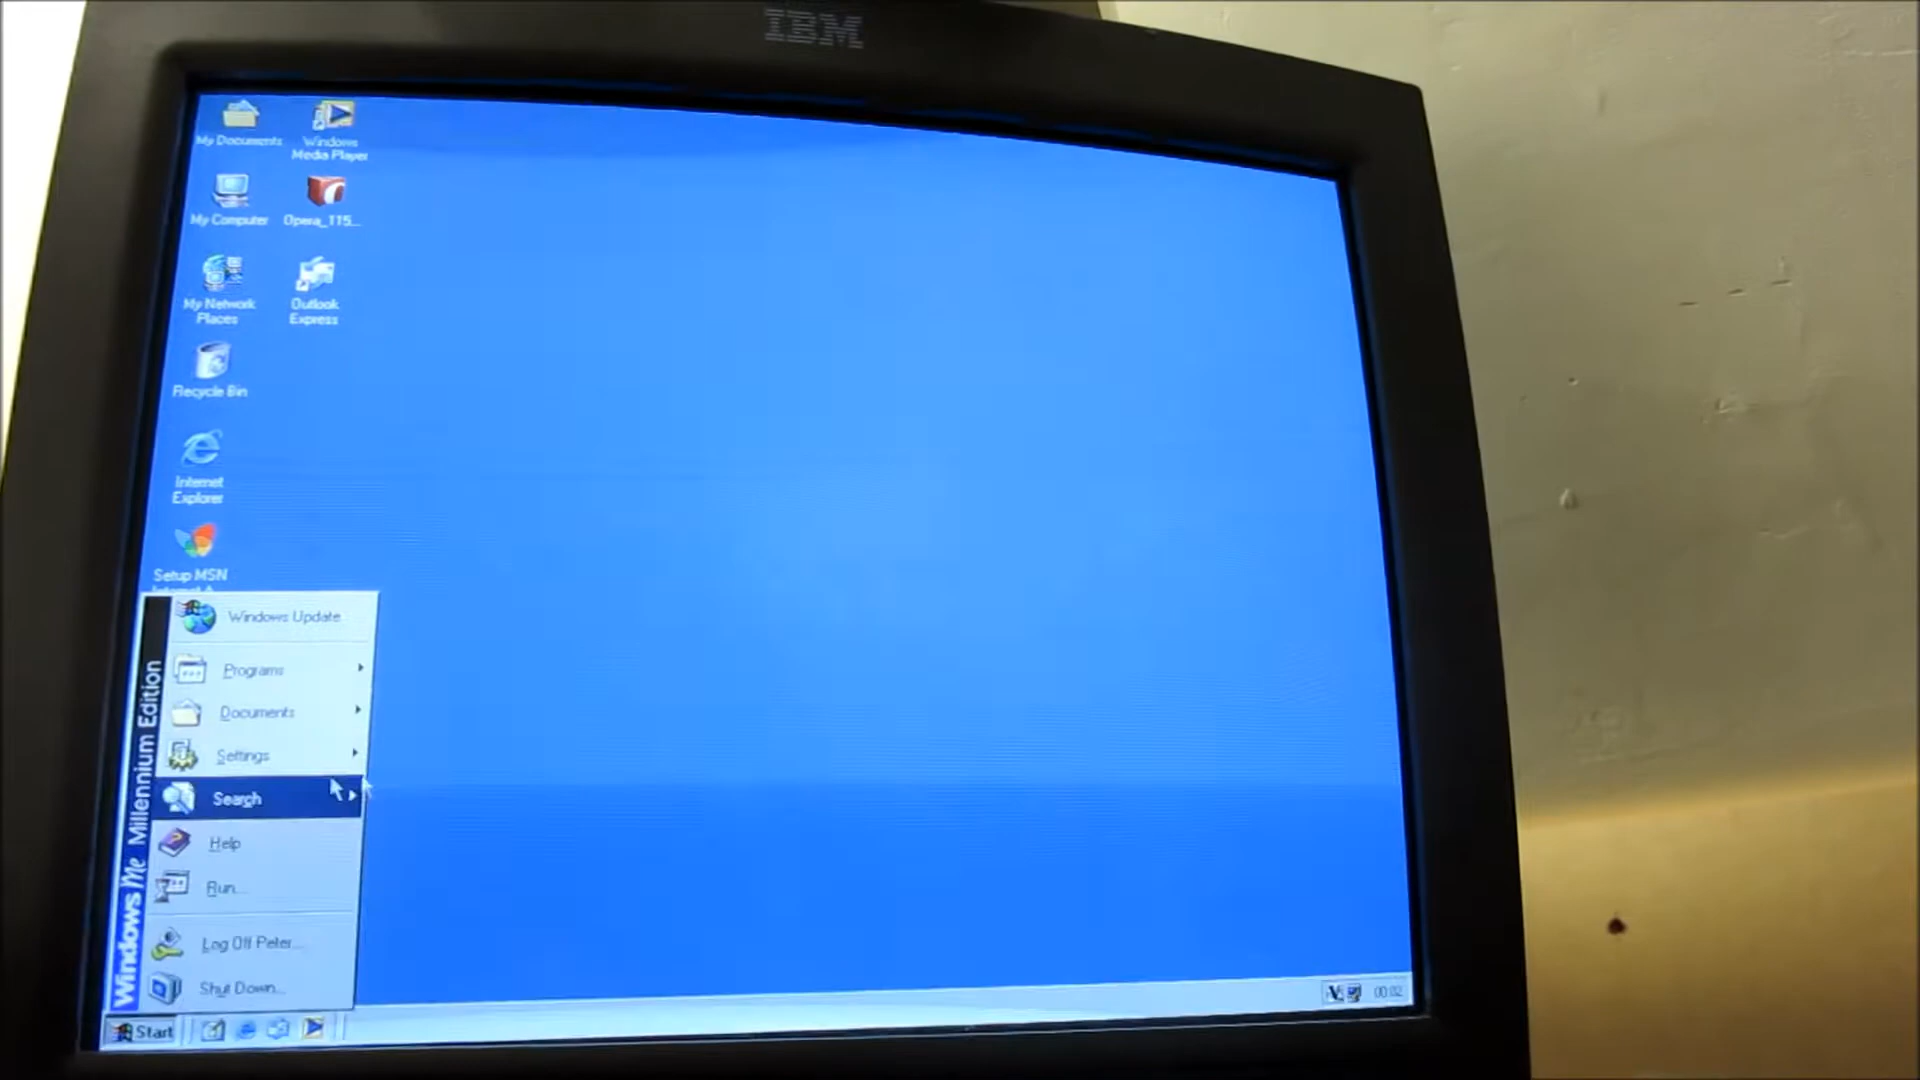 IBM
My Documents
Windows
Media Player
My Computer
Opera_115...
My Network
Places
Outlook
Express
Recycle Bin
Internet
Explorer
Setup MSN
Windows Update
Programs
Documents
Settings
Search
Help
Run...
Log Off Peter...
Shut Down...
Windows Me Millennium Edition
Start
00:02